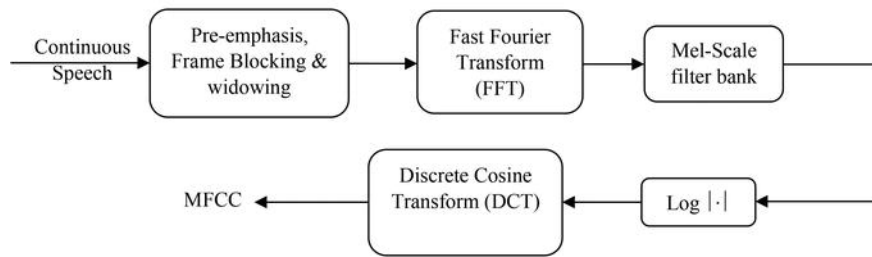 Continuous
Speech
Pre-emphasis,
Frame Blocking &
widowing
Fast Fourier
Transform
(FFT)
Mel-Scale
filter bank
MFCC
Discrete Cosine
Transform (DCT)
Log |·|